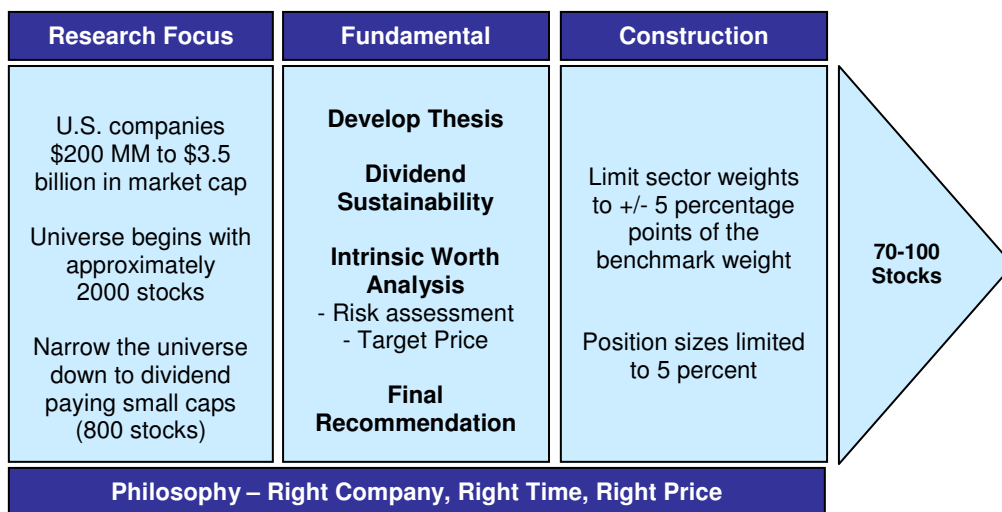 Research Focus
U.S. companies
$200 MM to $3.5
billion in market cap
Universe begins with
approximately
2000 stocks
Narrow the universe
down to dividend
paying small caps
(800 stocks)
Fundamental
Develop Thesis
Dividend
Sustainability
Intrinsic Worth
Analysis
- Risk assessment
- Target Price
Final
Recommendation
Construction
Limit sector weights
to +/- 5 percentage
points of the
benchmark weight
Position sizes limited
to 5 percent
70-100
Stocks
Philosophy – Right Company, Right Time, Right Price